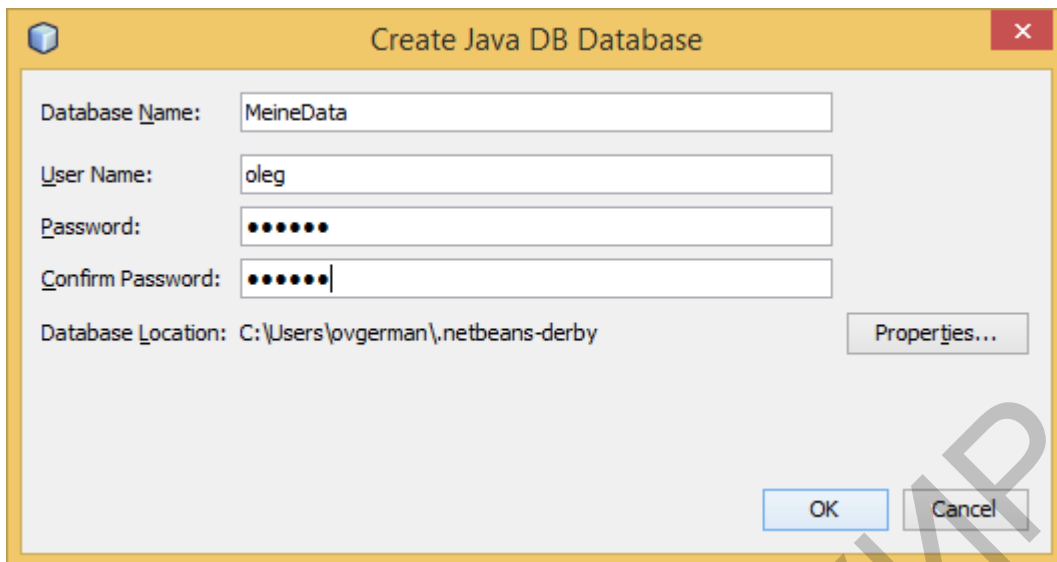 Create Java DB Database
Database Name: MeineData
User Name: oleg
Password: ●●●●●●
Confirm Password: ●●●●●●
Database Location: C:\Users\ovgerman\.netbeans-derby Properties...
OK Cancel